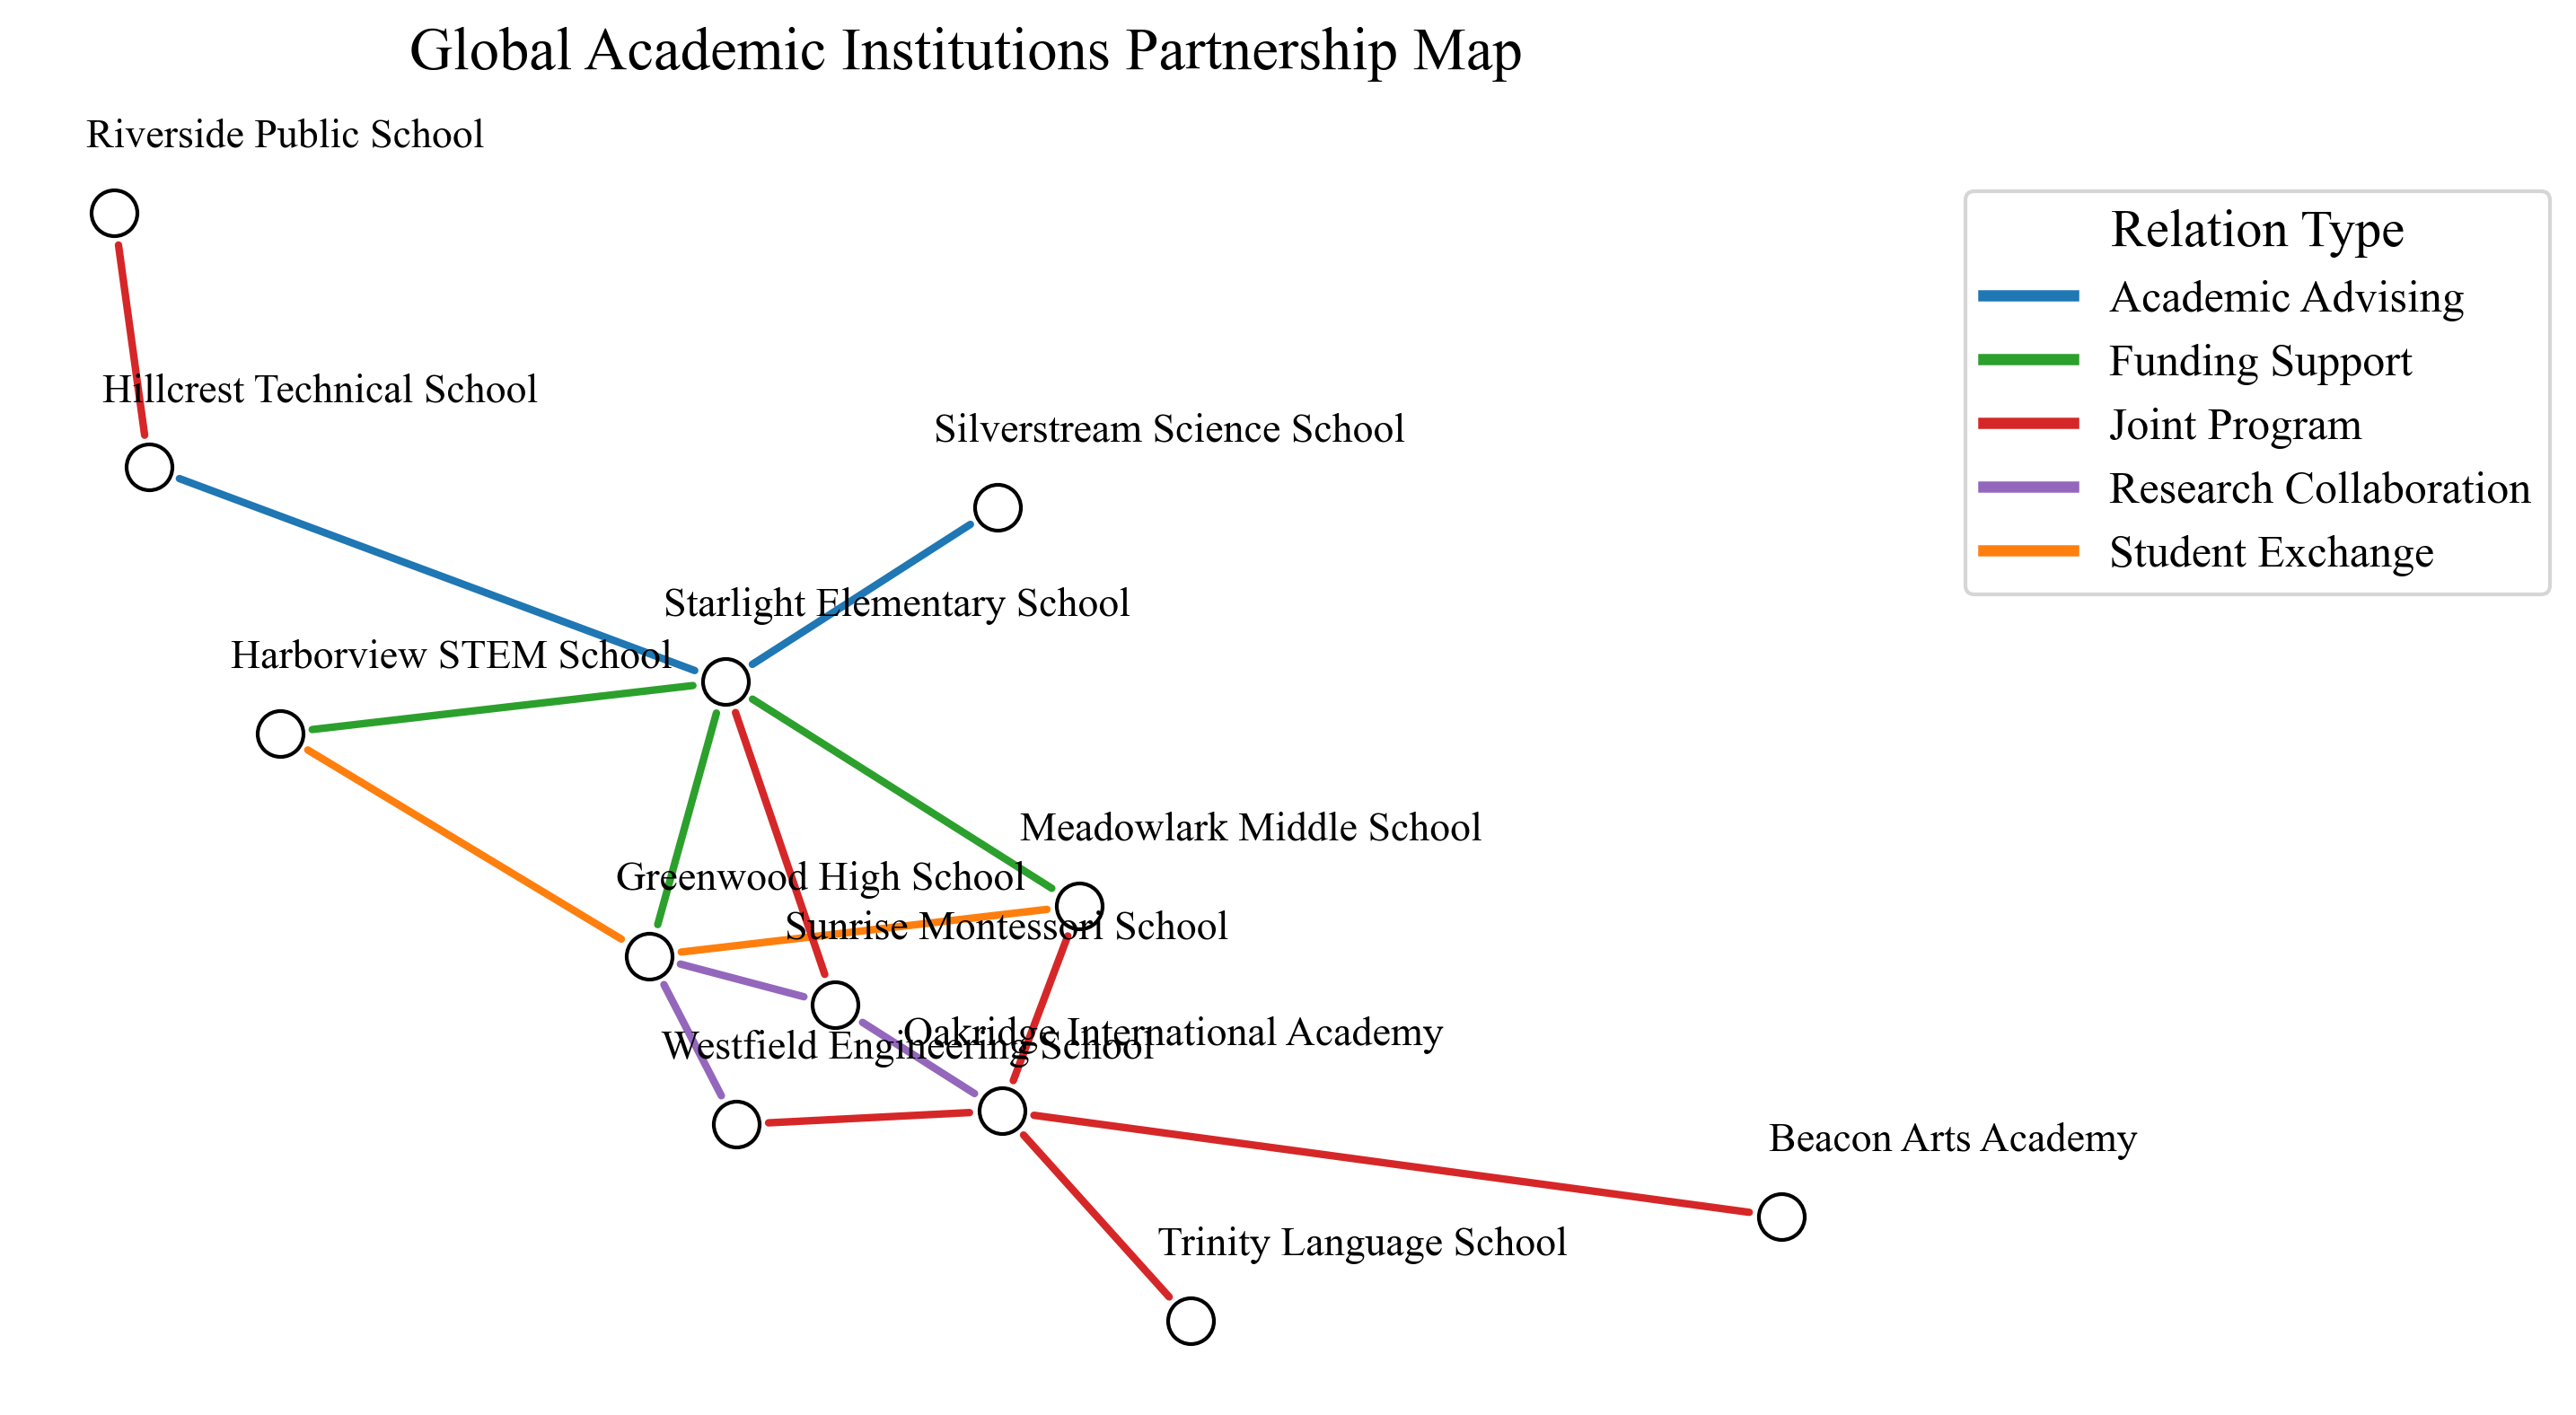 Global Academic Institutions Partnership Map
Riverside Public School
Hillcrest Technical School
Silverstream Science School
Starlight Elementary School
Harborview STEM School
Meadowlark Middle School
Greenwood High School
Sunrise Montessori School
Oakridge International Academy
Westfield Engineering School
Beacon Arts Academy
Trinity Language School
Relation Type
Academic Advising
Funding Support
Joint Program
Research Collaboration
Student Exchange